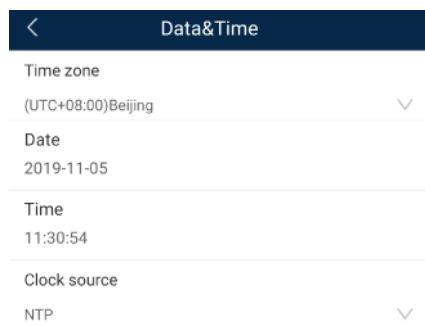 Data&Time
Time zone
(UTC+08:00)Beijing
Date
2019-11-05
Time
11:30:54
Clock source
NTP